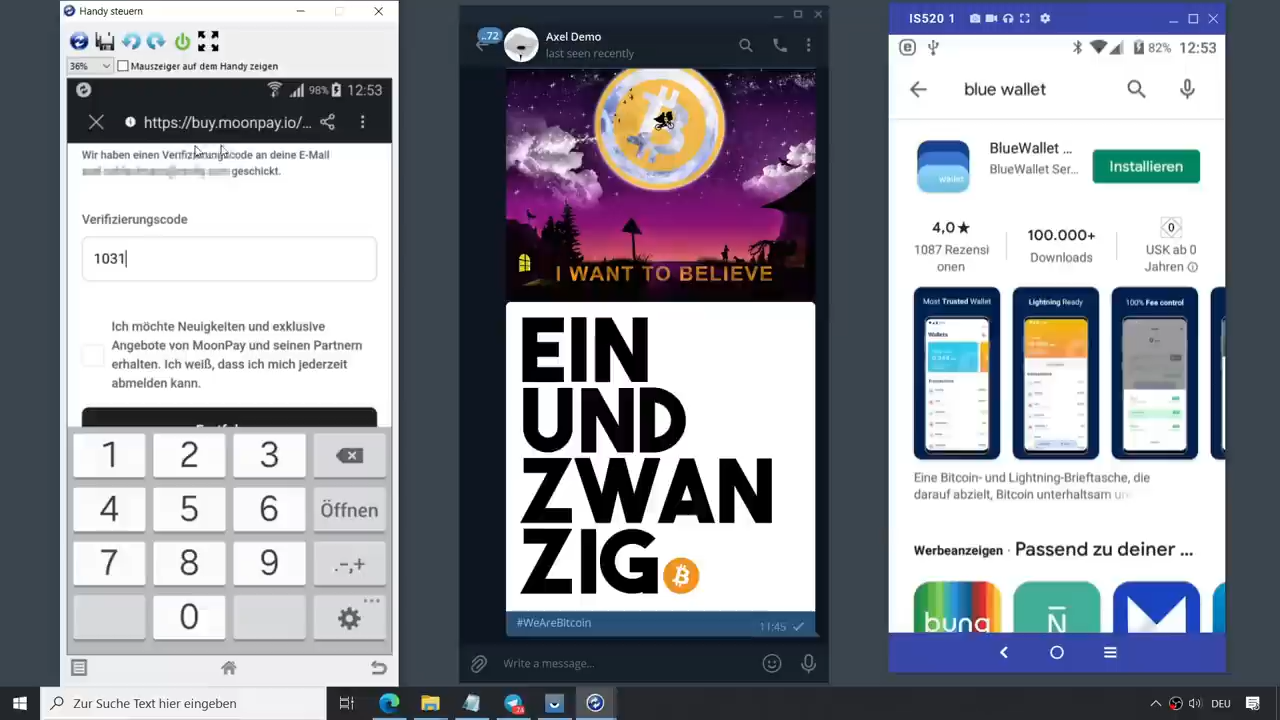 Handy steuern
36%
Mauszeiger auf dem Handy zeigen
98%
12:53
https://buy.moonpay.io/...
Wir haben einen Verifizierungscode an deine E-Mail
geschickt.
Verifizierungscode
1031
Ich möchte Neuigkeiten und exklusive
Angebote von MoonPay und seinen Partnern
erhalten. Ich weiß, dass ich mich jederzeit
abmelden kann.
1 2 3
4 5 6 Öffnen
7 8 9 .-,+
0 ...
..72
Axel Demo
last seen recently
I WANT TO BELIEVE
EIN
UND
ZWAN
ZIG
#WeAreBitcoin
11:45
Write a message...
IS520 1
82%
12:53
blue wallet
BlueWallet ...
BlueWallet Ser...
Installieren
wallet
4,0★
1087 Rezensi
onen
100.000+
Downloads
0
USK ab 0
Jahren
Most Trusted Wallet
Lightning Ready
100% Fee control
Wallets
Eine Bitcoin- und Lightning-Brieftasche, die
darauf abzielt, Bitcoin unterhaltsam
Werbeanzeigen · Passend zu deiner ...
bunq
N
Zur Suche Text hier eingeben
DEU